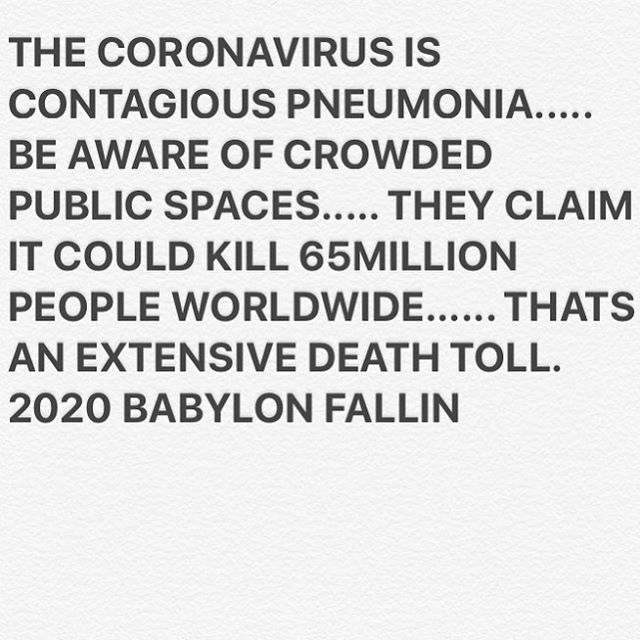 THE CORONAVIRUS IS
CONTAGIOUS PNEUMONIA.....
BE AWARE OF CROWDED
PUBLIC SPACES..... THEY CLAIM
IT COULD KILL 65MILLION
PEOPLE WORLDWIDE...... THATS
AN EXTENSIVE DEATH TOLL.
2020 BABYLON FALLIN